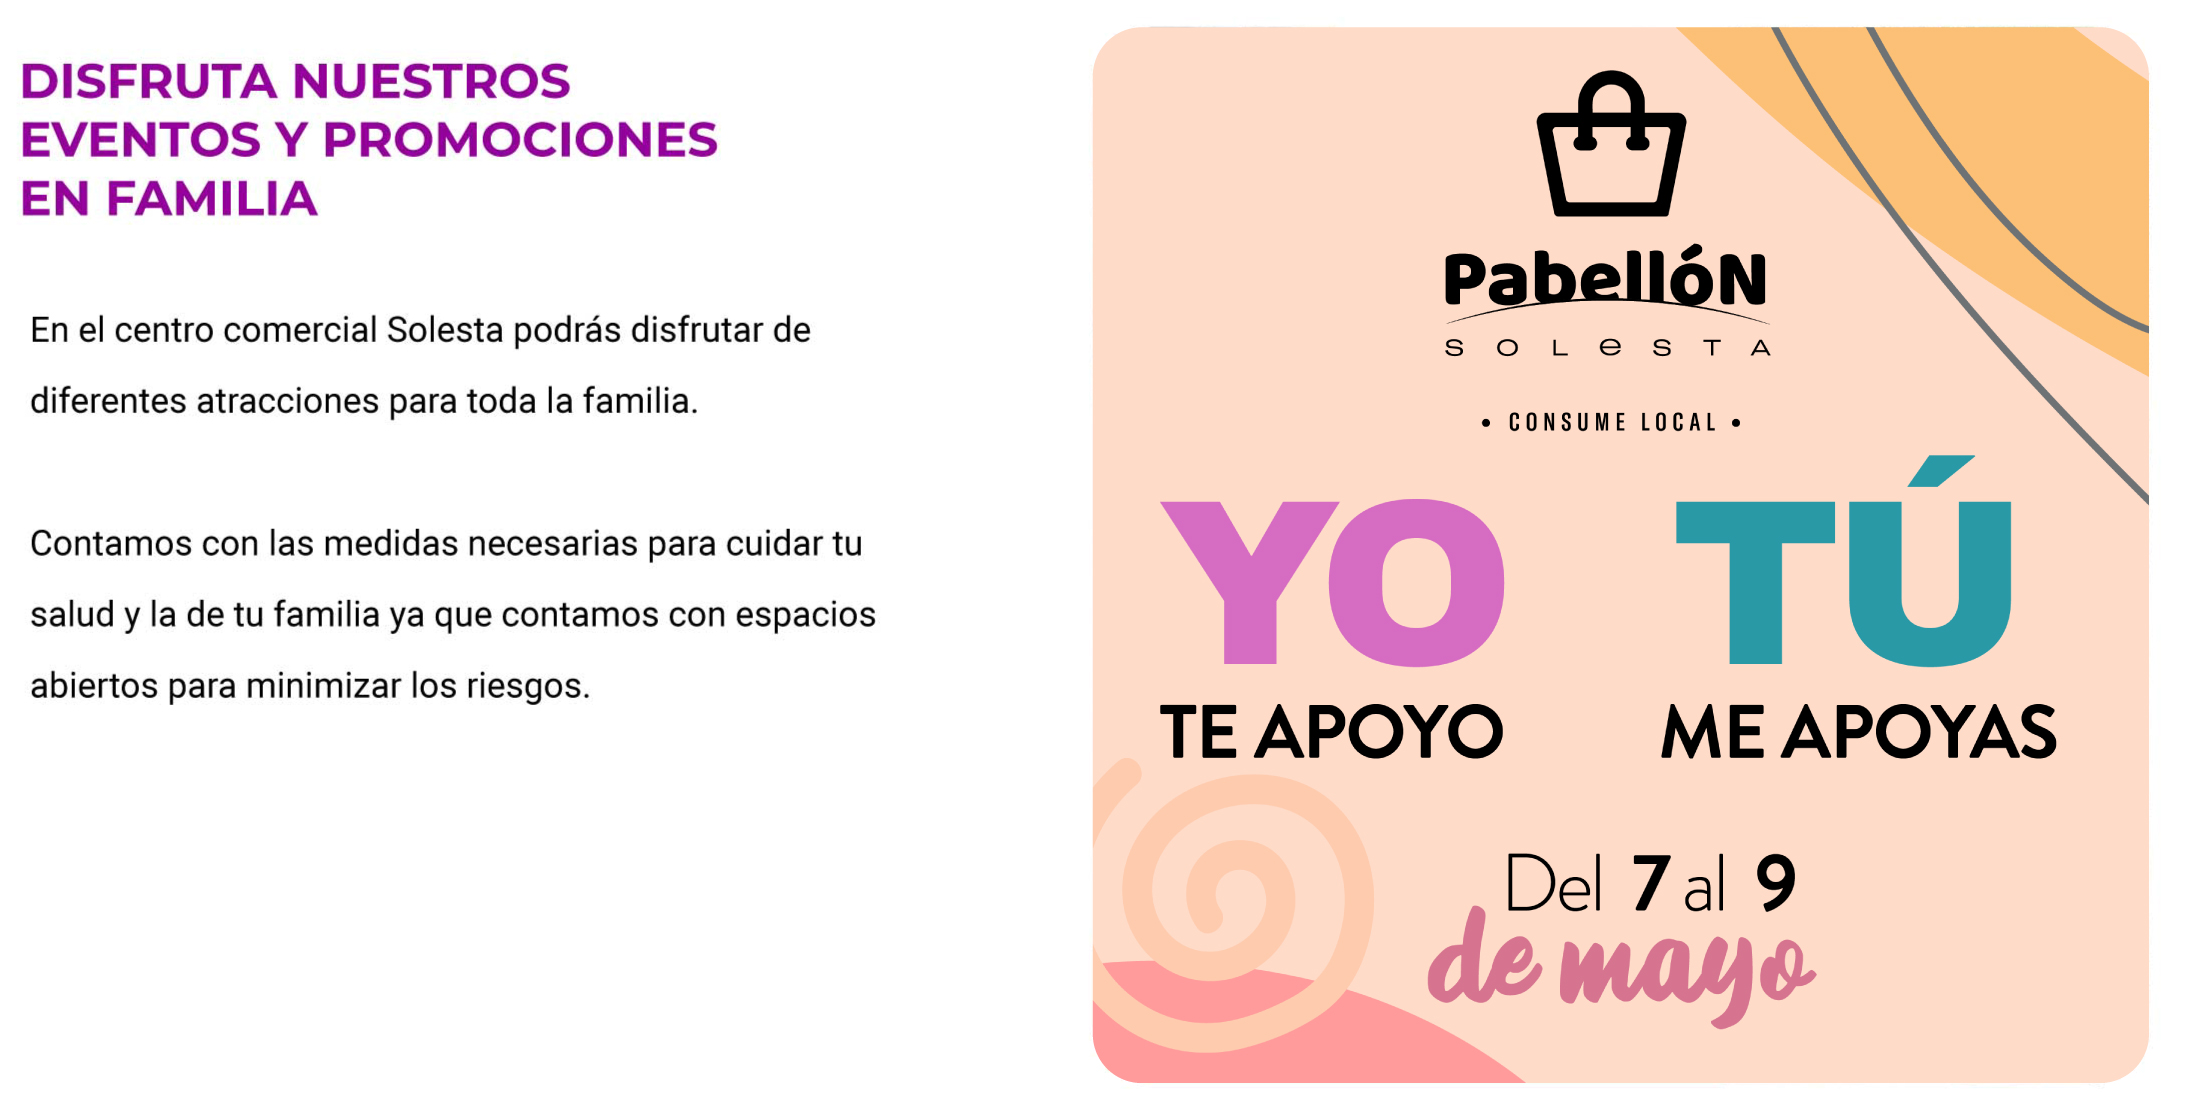 DISFRUTA NUESTROS
EVENTOS Y PROMOCIONES
EN FAMILIA
En el centro comercial Solesta podrás disfrutar de
diferentes atracciones para toda la familia.
Contamos con las medidas necesarias para cuidar tu
salud y la de tu familia ya que contamos con espacios
abiertos para minimizar los riesgos.
PabellóN
SOLeSTA
• CONSUME LOCAL •
YO TÚ
TE APOYO ME APOYAS
Del 7 al 9
de mayo